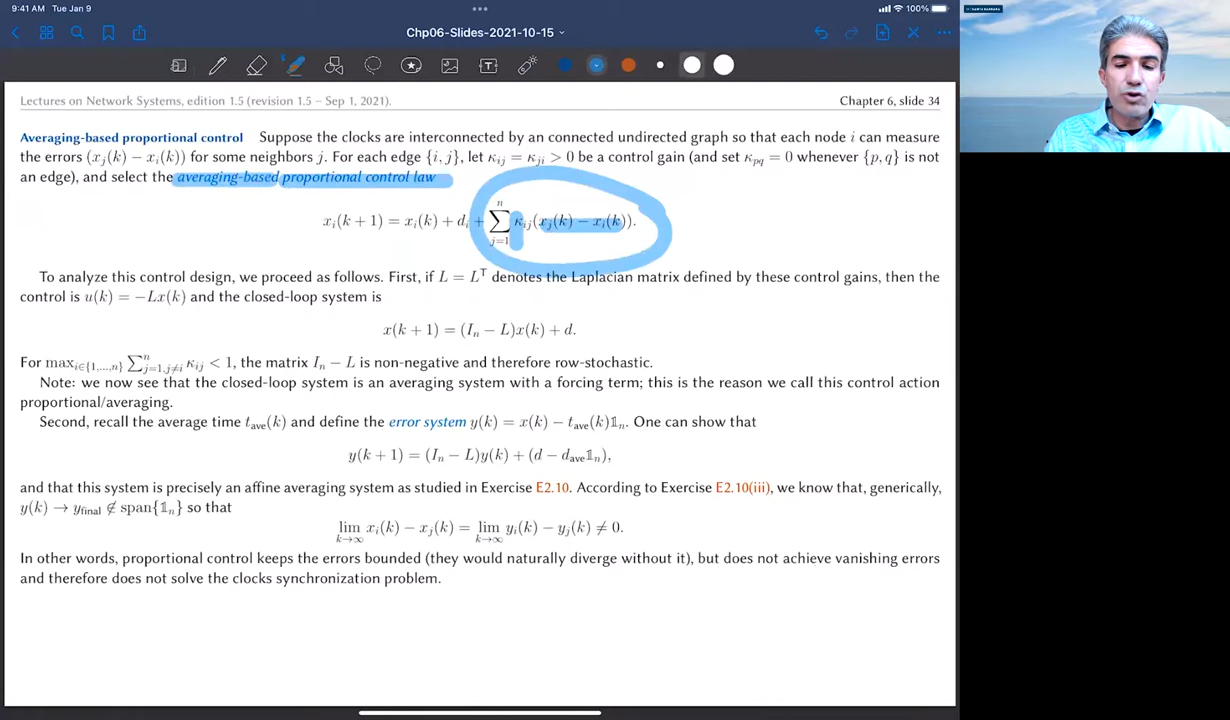 9:41 AM Tue Jan 9
100%
Chp06-Slides-2021-10-15
Lectures on Network Systems, edition 1.5 (revision 1.5 – Sep 1, 2021).
Chapter 6, slide 34
Averaging-based proportional control Suppose the clocks are interconnected by an connected undirected graph so that each node i can measure
the errors (x_j(k) − x_i(k)) for some neighbors j. For each edge {i, j}, let κ_ij = κ_ji > 0 be a control gain (and set κ_pq = 0 whenever {p, q} is not
an edge), and select the averaging-based proportional control law
x_i(k + 1) = x_i(k) + d_i + ∑_{j=1}^{n} κ_ij(x_j(k) − x_i(k)).
To analyze this control design, we proceed as follows. First, if L = L^⊤ denotes the Laplacian matrix defined by these control gains, then the
control is u(k) = −Lx(k) and the closed-loop system is
x(k + 1) = (I_n − L)x(k) + d.
For max_{i∈{1,...,n}} ∑_{j=1,j≠i}^{n} κ_ij < 1, the matrix I_n − L is non-negative and therefore row-stochastic.
Note: we now see that the closed-loop system is an averaging system with a forcing term; this is the reason we call this control action
proportional/averaging.
Second, recall the average time t_ave(k) and define the error system y(k) = x(k) − t_ave(k)𝟙_n. One can show that
y(k + 1) = (I_n − L)y(k) + (d − d_ave𝟙_n),
and that this system is precisely an affine averaging system as studied in Exercise E2.10. According to Exercise E2.10(iii), we know that, generically,
y(k) → y_final ∉ span{𝟙_n} so that
lim_{k→∞} x_i(k) − x_j(k) = lim_{k→∞} y_i(k) − y_j(k) ≠ 0.
In other words, proportional control keeps the errors bounded (they would naturally diverge without it), but does not achieve vanishing errors
and therefore does not solve the clocks synchronization problem.